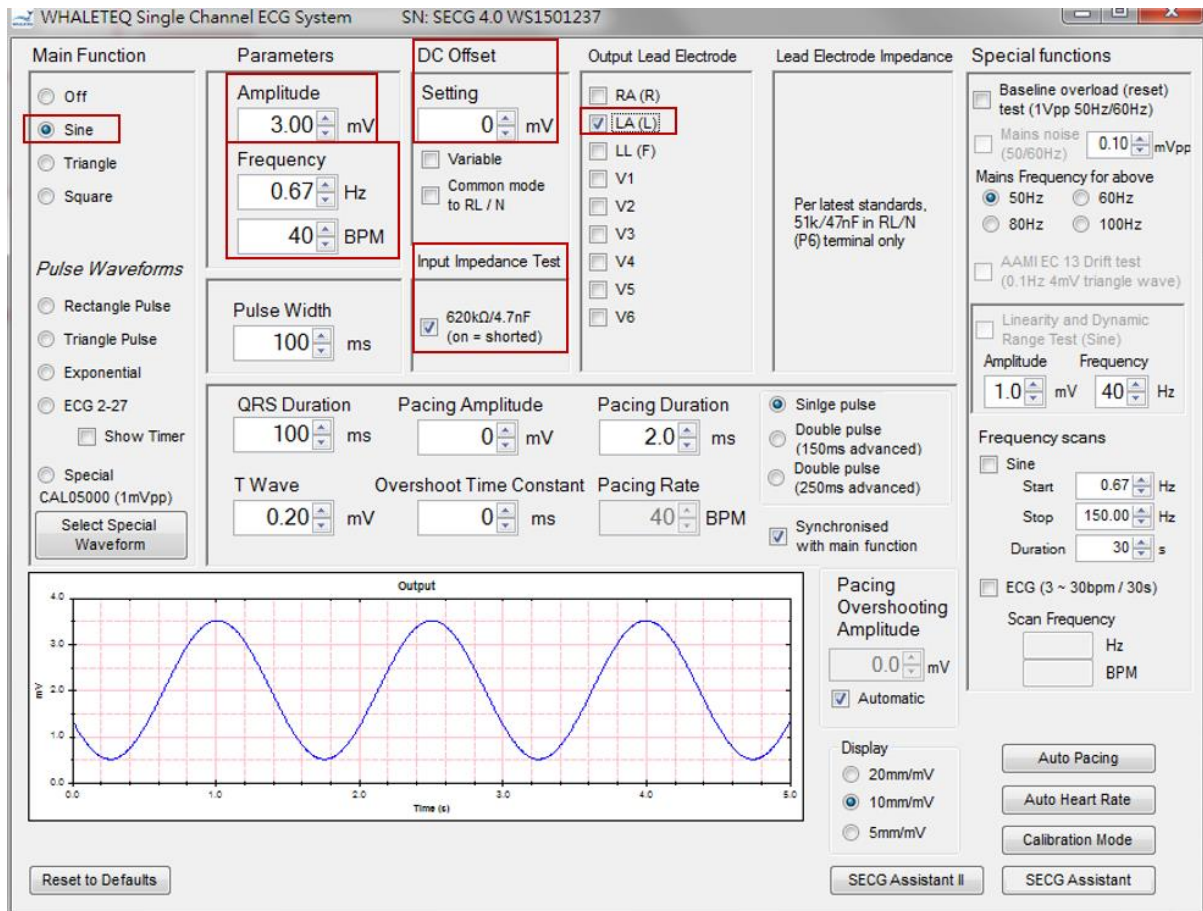 WHALETEQ Single Channel ECG System SN: SECG 4.0 WS1501237
Main Function
Off
Sine
Triangle
Square
Pulse Waveforms
Rectangle Pulse
Triangle Pulse
Exponential
ECG 2-27
Show Timer
Special
CAL05000 (1mVpp)
Select Special
Waveform
Parameters
Amplitude
3.00 mV
Frequency
0.67 Hz
40 BPM
Pulse Width
100 ms
DC Offset
Setting
0 mV
Variable
Common mode
to RL / N
Input Impedance Test
620kΩ/4.7nF
(on = shorted)
Output Lead Electrode
RA (R)
LA (L)
LL (F)
V1
V2
V3
V4
V5
V6
Lead Electrode Impedance
Per latest standards,
51k/47nF in RL/N
(P6) terminal only
QRS Duration
100 ms
Pacing Amplitude
0 mV
Pacing Duration
2.0 ms
T Wave
0.20 mV
Overshoot Time Constant
0 ms
Pacing Rate
40 BPM
Sinlge pulse
Double pulse
(150ms advanced)
Double pulse
(250ms advanced)
Synchronised
with main function
Special functions
Baseline overload (reset)
test (1Vpp 50Hz/60Hz)
Mains noise
(50/60Hz)
0.10 mVpp
Mains Frequency for above
50Hz 60Hz
80Hz 100Hz
AAMI EC 13 Drift test
(0.1Hz 4mV triangle wave)
Linearity and Dynamic
Range Test (Sine)
Amplitude Frequency
1.0 mV 40 Hz
Frequency scans
Sine
Start 0.67 Hz
Stop 150.00 Hz
Duration 30 s
ECG (3 ~ 30bpm / 30s)
Scan Frequency
Hz
BPM
Output
4.0
3.0
2.0
1.0
0.0
mV
0.0 1.0 2.0 3.0 4.0 5.0
Time (s)
Pacing
Overshooting
Amplitude
0.0 mV
Automatic
Display
20mm/mV
10mm/mV
5mm/mV
Auto Pacing
Auto Heart Rate
Calibration Mode
Reset to Defaults
SECG Assistant II
SECG Assistant